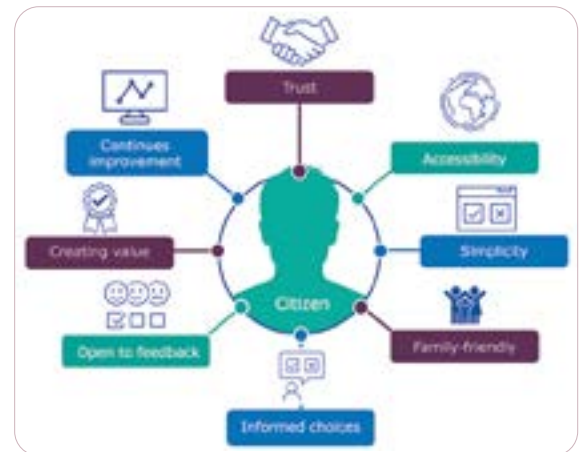 Trust
Continues
improvement
Accessibility
Creating value
Simplicity
Citizen
Open to feedback
Family-friendly
Informed choices